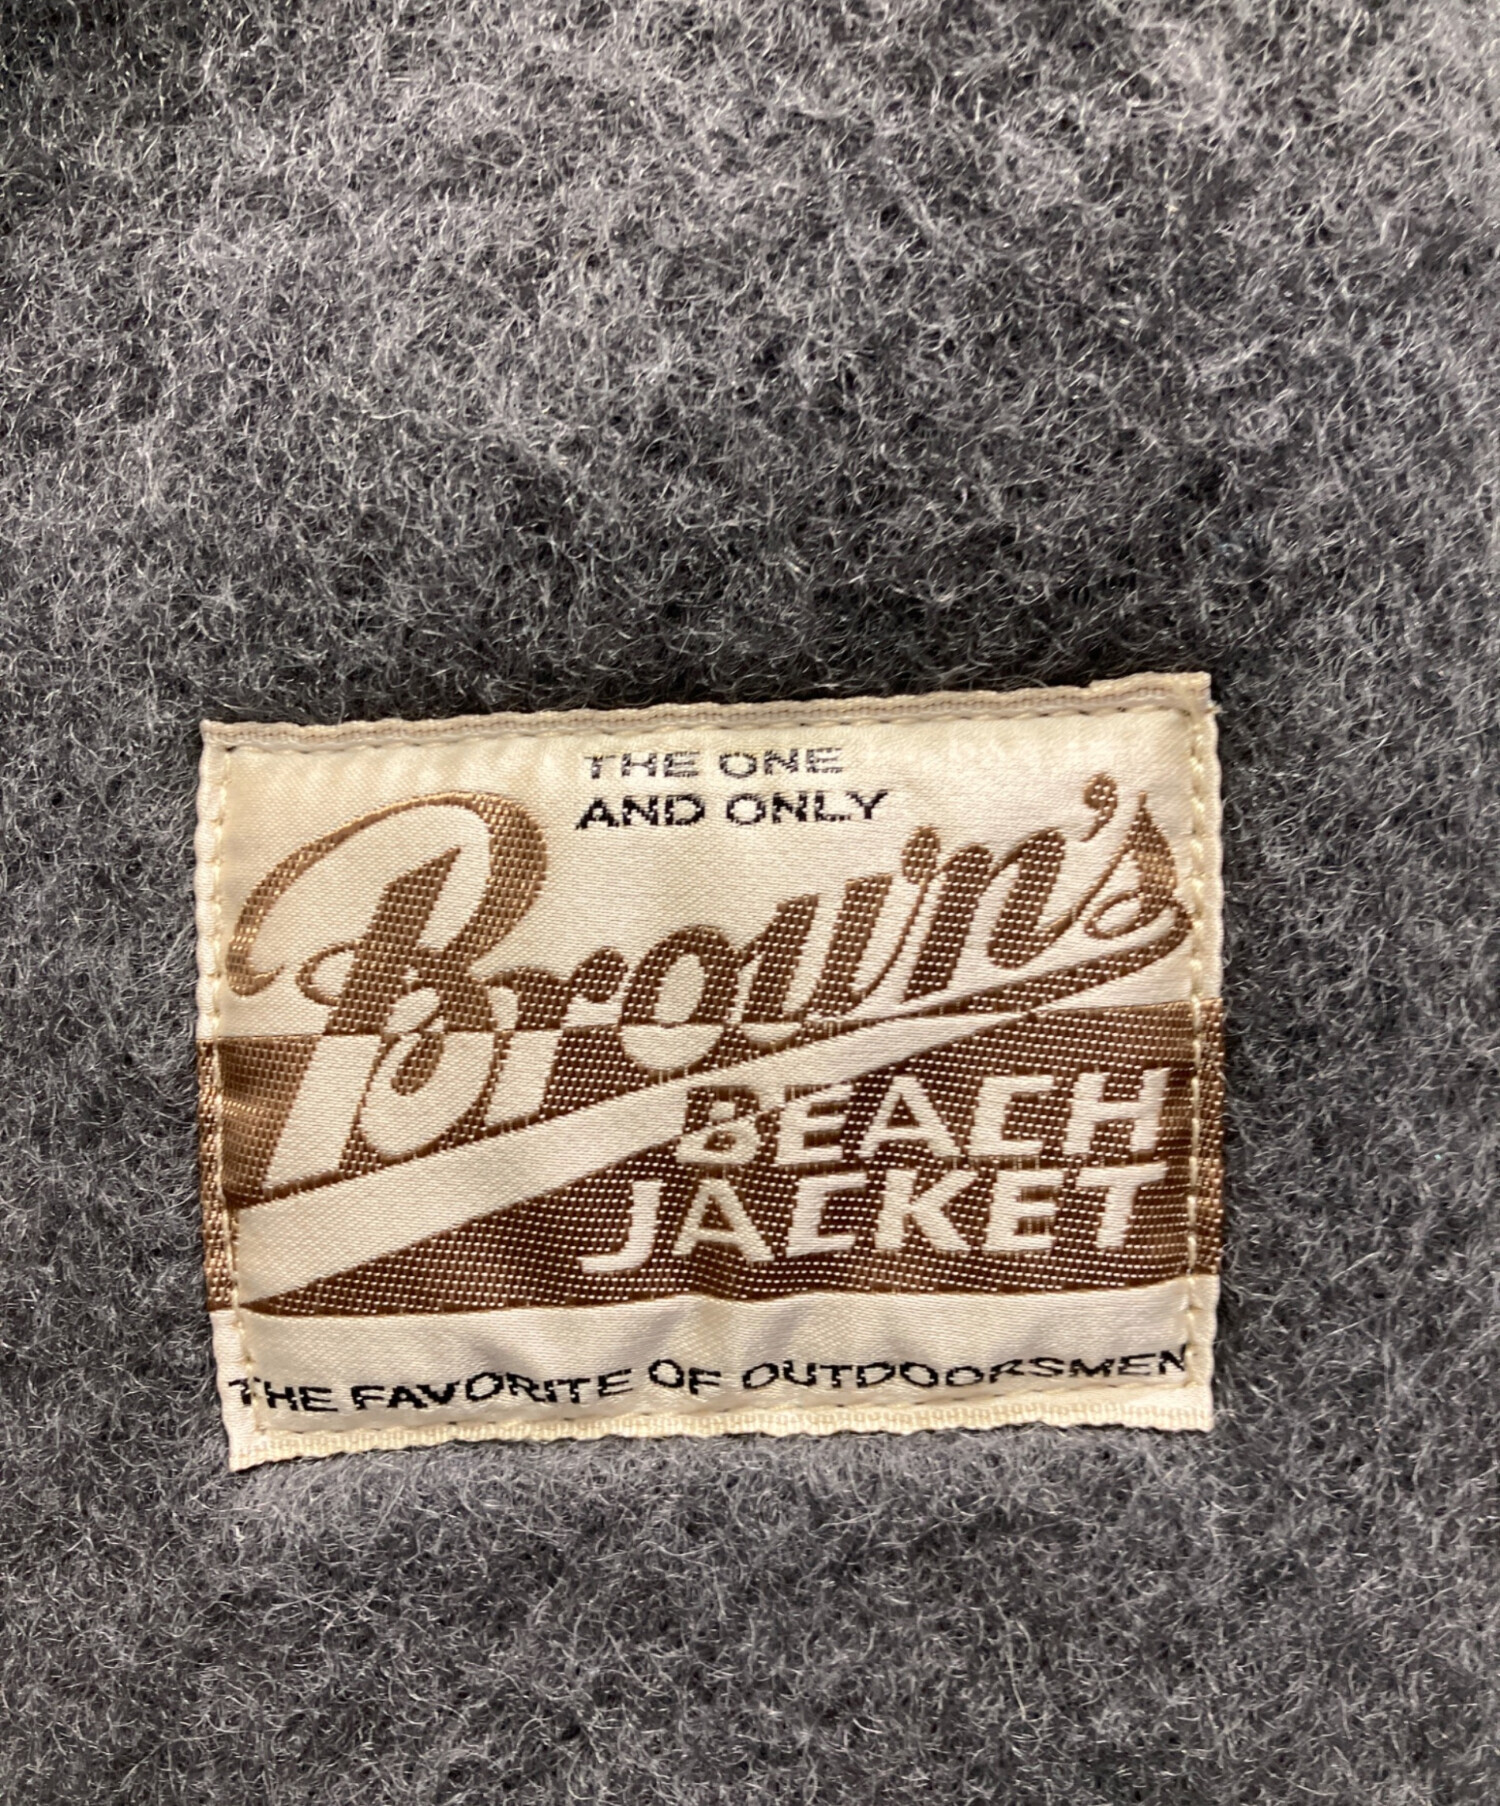 THE ONE
AND ONLY
Brown's
BEACH
JACKET
THE FAVORITE OF OUTDOORSMEN